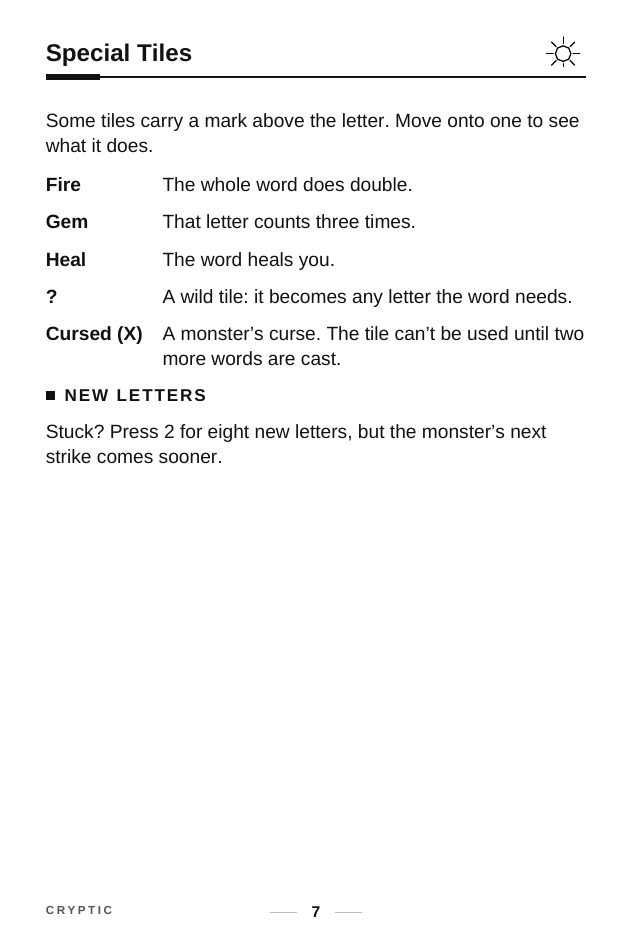 Special Tiles
Some tiles carry a mark above the letter. Move onto one to see
what it does.
Fire The whole word does double.
Gem That letter counts three times.
Heal The word heals you.
? A wild tile: it becomes any letter the word needs.
Cursed (X) A monster’s curse. The tile can’t be used until two
more words are cast.
NEW LETTERS
Stuck? Press 2 for eight new letters, but the monster’s next
strike comes sooner.
CRYPTIC 7